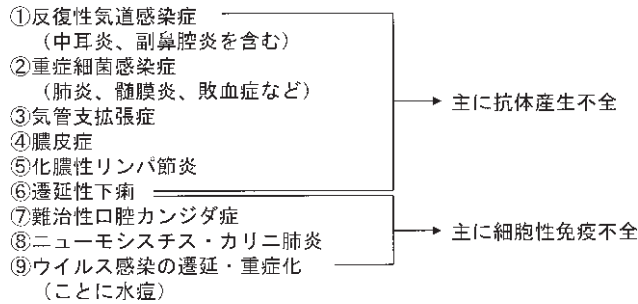 ①反復性気道感染症
（中耳炎、副鼻腔炎を含む）
②重症細菌感染症
（肺炎、髄膜炎、敗血症など）
③気管支拡張症
④膿皮症
⑤化膿性リンパ節炎
⑥遷延性下痢
⑦難治性口腔カンジダ症
⑧ニューモシスチス・カリニ肺炎
⑨ウイルス感染の遷延・重症化
（ことに水痘）
主に抗体産生不全
主に細胞性免疫不全